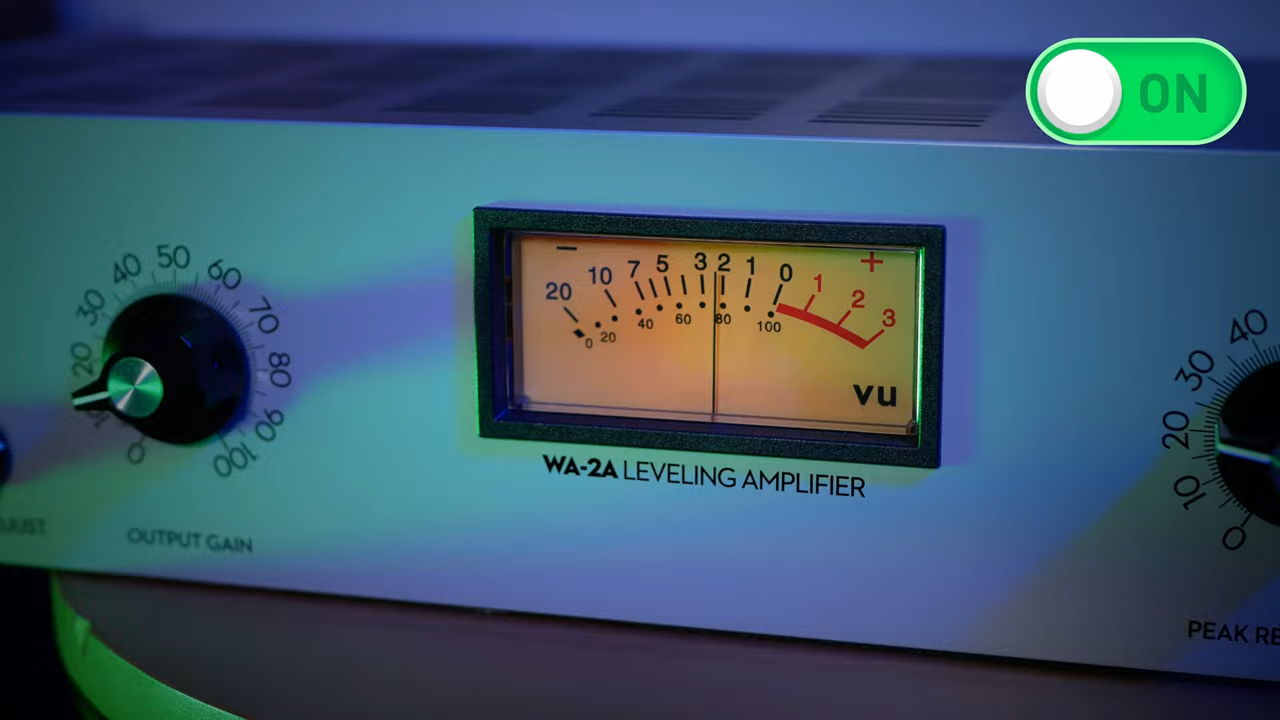 ON
50
40
60
30
70
20
80
90
0
100
OUTPUT GAIN
− +
20 10 7 5 3 2 1 0 1 2 3
0 20 40 60 80 100
vu
WA-2A LEVELING AMPLIFIER
40
30
20
10
0
PEAK RE